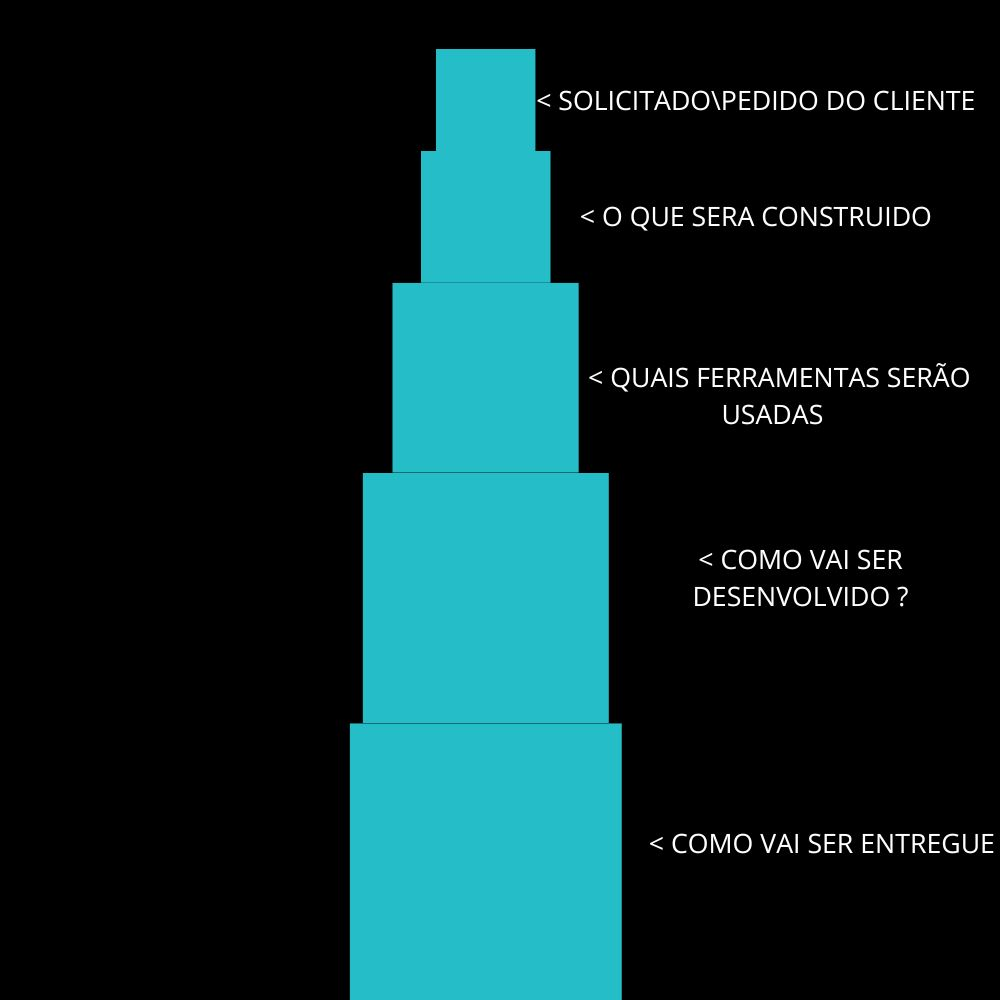 < SOLICITADO\PEDIDO DO CLIENTE
< O QUE SERA CONSTRUIDO
< QUAIS FERRAMENTAS SERÃO
USADAS
< COMO VAI SER
DESENVOLVIDO ?
< COMO VAI SER ENTREGUE